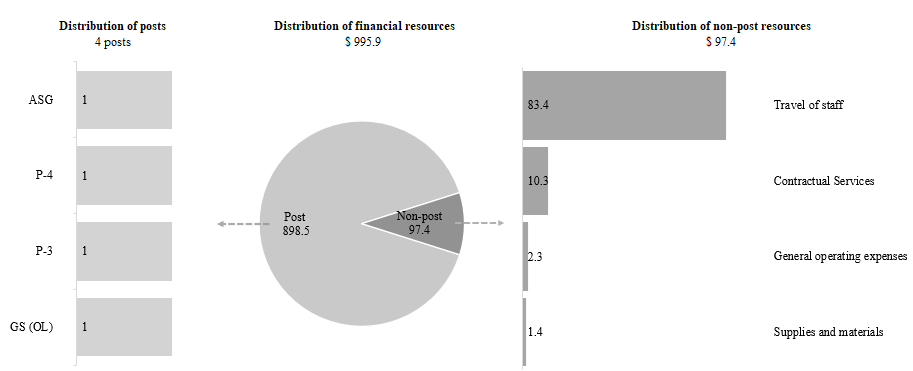 Distribution of posts
4 posts
ASG
1
P-4
1
P-3
1
GS (OL)
1
Distribution of financial resources
$ 995.9
Post
898.5
Non-post
97.4
Distribution of non-post resources
$ 97.4
83.4
Travel of staff
10.3
Contractual Services
2.3
General operating expenses
1.4
Supplies and materials